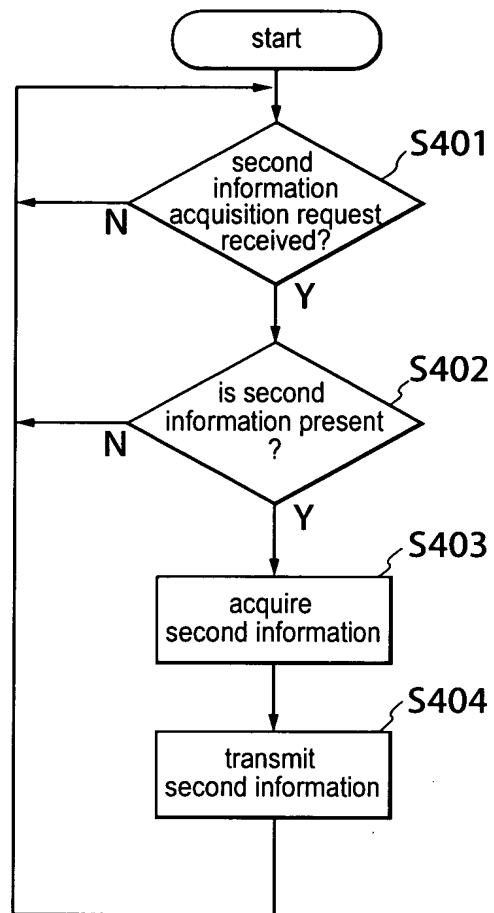 start
S401
second
information
acquisition request
received?
N
Y
S402
is second
information present
?
N
Y
S403
acquire
second information
S404
transmit
second information